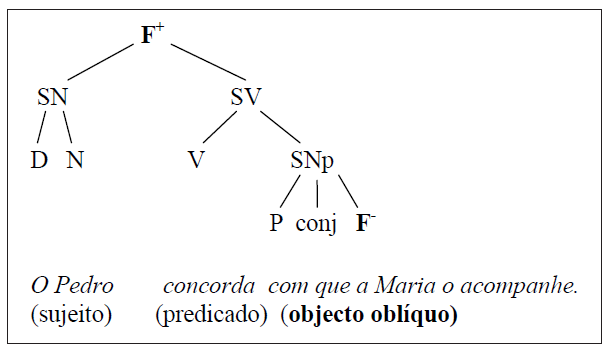 F+
SN SV
D N V SNp
P conj F-
O Pedro concorda com que a Maria o acompanhe.
(sujeito) (predicado) (objecto oblíquo)